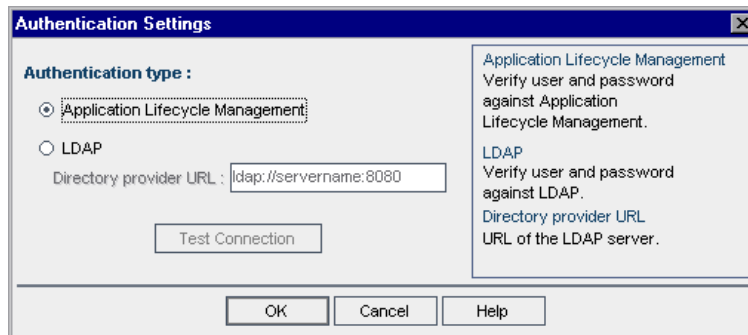 Authentication Settings
Authentication type :
Application Lifecycle Management
LDAP
Directory provider URL : ldap://servername:8080
Test Connection
Application Lifecycle Management
Verify user and password
against Application
Lifecycle Management.
LDAP
Verify user and password
against LDAP.
Directory provider URL
URL of the LDAP server.
OK Cancel Help